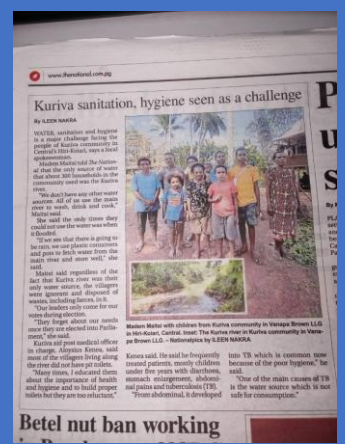 www.thenational.com.pg
Kuriva sanitation, hygiene seen as a challenge
By ILEEN NAKRA
WATER, sanitation and hygiene
is a major challenge facing the
people of Kuriva community in
Central's Hiri-Koiari, says a local
spokeswoman.
Madem Maitui told The Nation-
al that the only source of water
that about 300 households in the
community used was the Kuriva
river.
"We don't have any other water
sources. All of us use the main
river to wash, drink and cook,"
Maitui said.
She said the only times they
could not use the water was when
it flooded.
"If we see that there is going to
be rain, we use plastic containers
and pots to fetch water from the
main river and store well," she
said.
Maitui said regardless of the
fact that Kuriva river was their
only water source, the villagers
were ignorant and disposed of
wastes, including faeces, in it.
"Our leaders only come for our
votes during election.
"They forget about our needs
once they are elected into Parlia-
ment," she said.
Kuriva aid post medical officer
in charge, Aloysius Kenea, said
most of the villagers living along
the river did not have pit toilets.
"Many times, I educated them
about the importance of health
and hygiene and to build proper
toilets but they are too reluctant,"
Madem Maitui with children from Kuriva community in Vanapa Brown LLG
in Hiri-Koiari, Central. Inset: The Kuriva river in Kuriva community in Vana-
pa Brown LLG. – Nationalpics by ILEEN NAKRA
Kenea said. He said he frequently
treated patients, mostly children
under five years with diarrhoea,
stomach enlargement, abdomi-
nal pains and tuberculosis (TB).
"From abdominal, it developed
into TB which is common now
because of the poor hygiene," he
said.
"One of the main causes of TB
is the water source which is not
safe for consumption."
Betel nut ban working